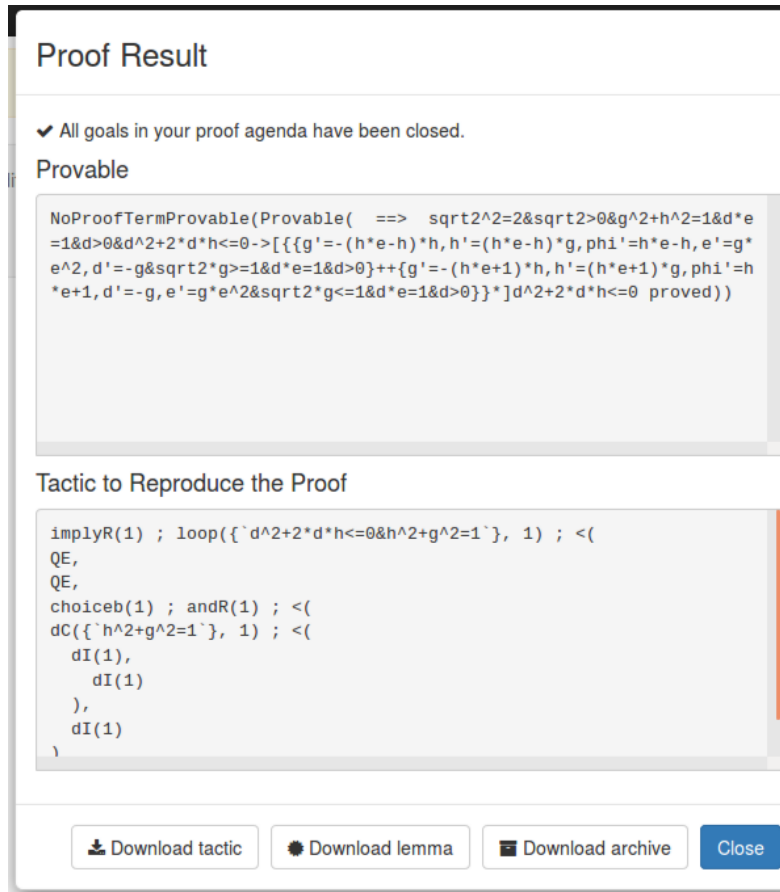 Proof Result
✔ All goals in your proof agenda have been closed.
Provable
NoProofTermProvable(Provable(  ==>  sqrt2^2=2&sqrt2>0&g^2+h^2=1&d*e
=1&d>0&d^2+2*d*h<=0->[{{g'=-(h*e-h)*h,h'=(h*e-h)*g,phi'=h*e-h,e'=g*
e^2,d'=-g&sqrt2*g>=1&d*e=1&d>0}++{g'=-(h*e+1)*h,h'=(h*e+1)*g,phi'=h
*e+1,d'=-g,e'=g*e^2&sqrt2*g<=1&d*e=1&d>0}}*]d^2+2*d*h<=0 proved))
Tactic to Reproduce the Proof
implyR(1) ; loop({`d^2+2*d*h<=0&h^2+g^2=1`}, 1) ; <(
QE,
QE,
choiceb(1) ; andR(1) ; <(
dC({`h^2+g^2=1`}, 1) ; <(
  dI(1),
    dI(1)
  ),
  dI(1)
)
Download tactic
Download lemma
Download archive
Close